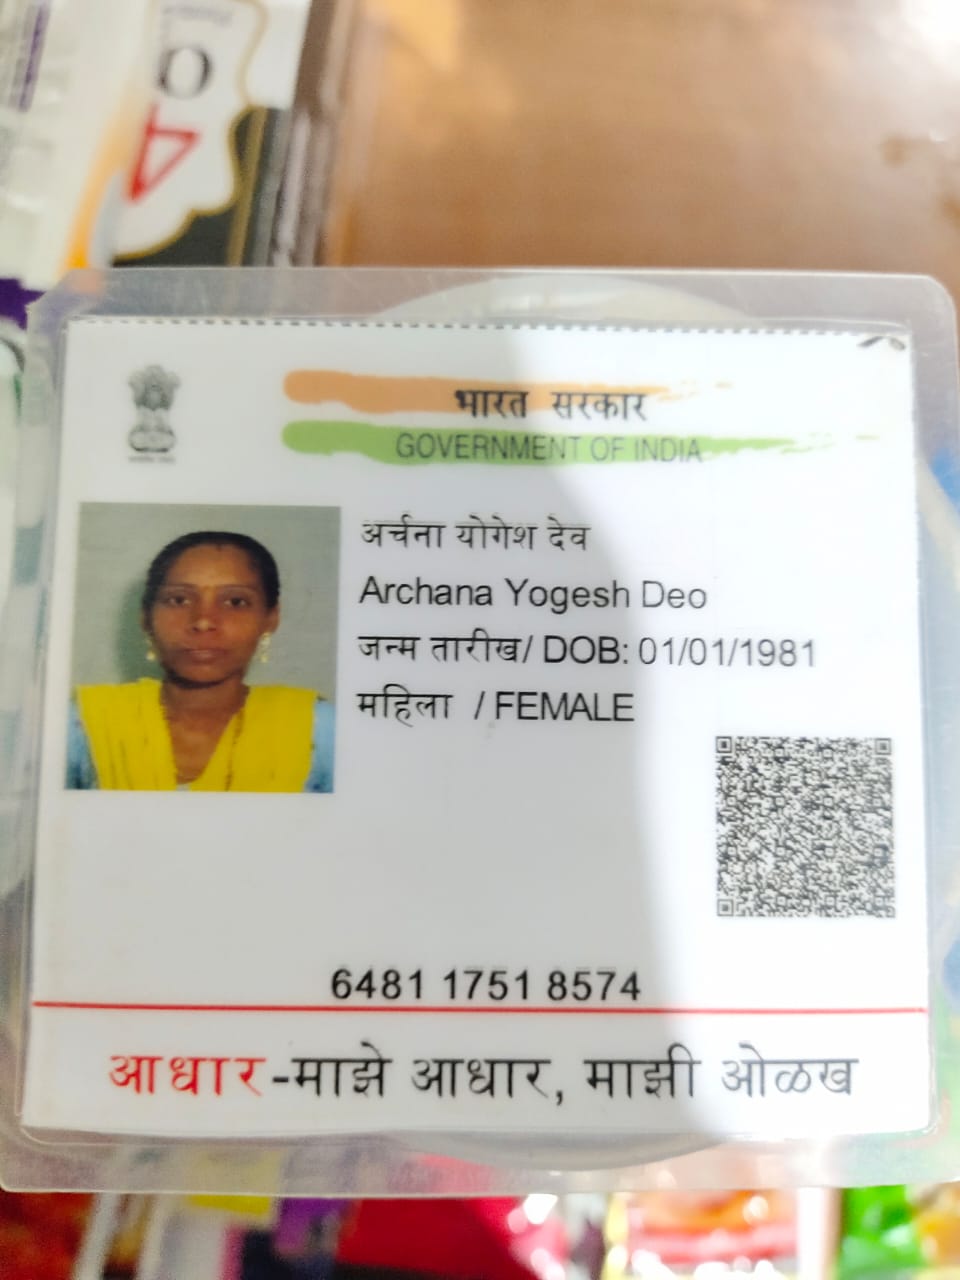 04
भारत सरकार
GOVERNMENT OF INDIA
अर्चना योगेश देव
Archana Yogesh Deo
जन्म तारीख/ DOB: 01/01/1981
महिला / FEMALE
6481 1751 8574
आधार-माझे आधार, माझी ओळख